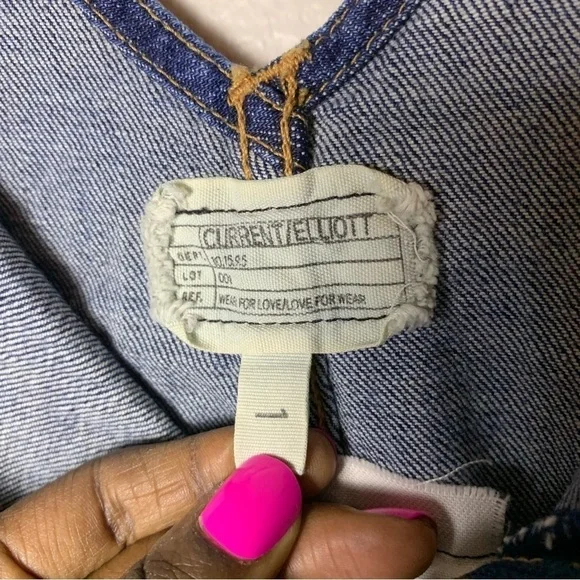 CURRENT/ELLIOTT
DEPT 10.15.95
LOT 001
REF. WEAR FOR LOVE/LOVE FOR WEAR
1